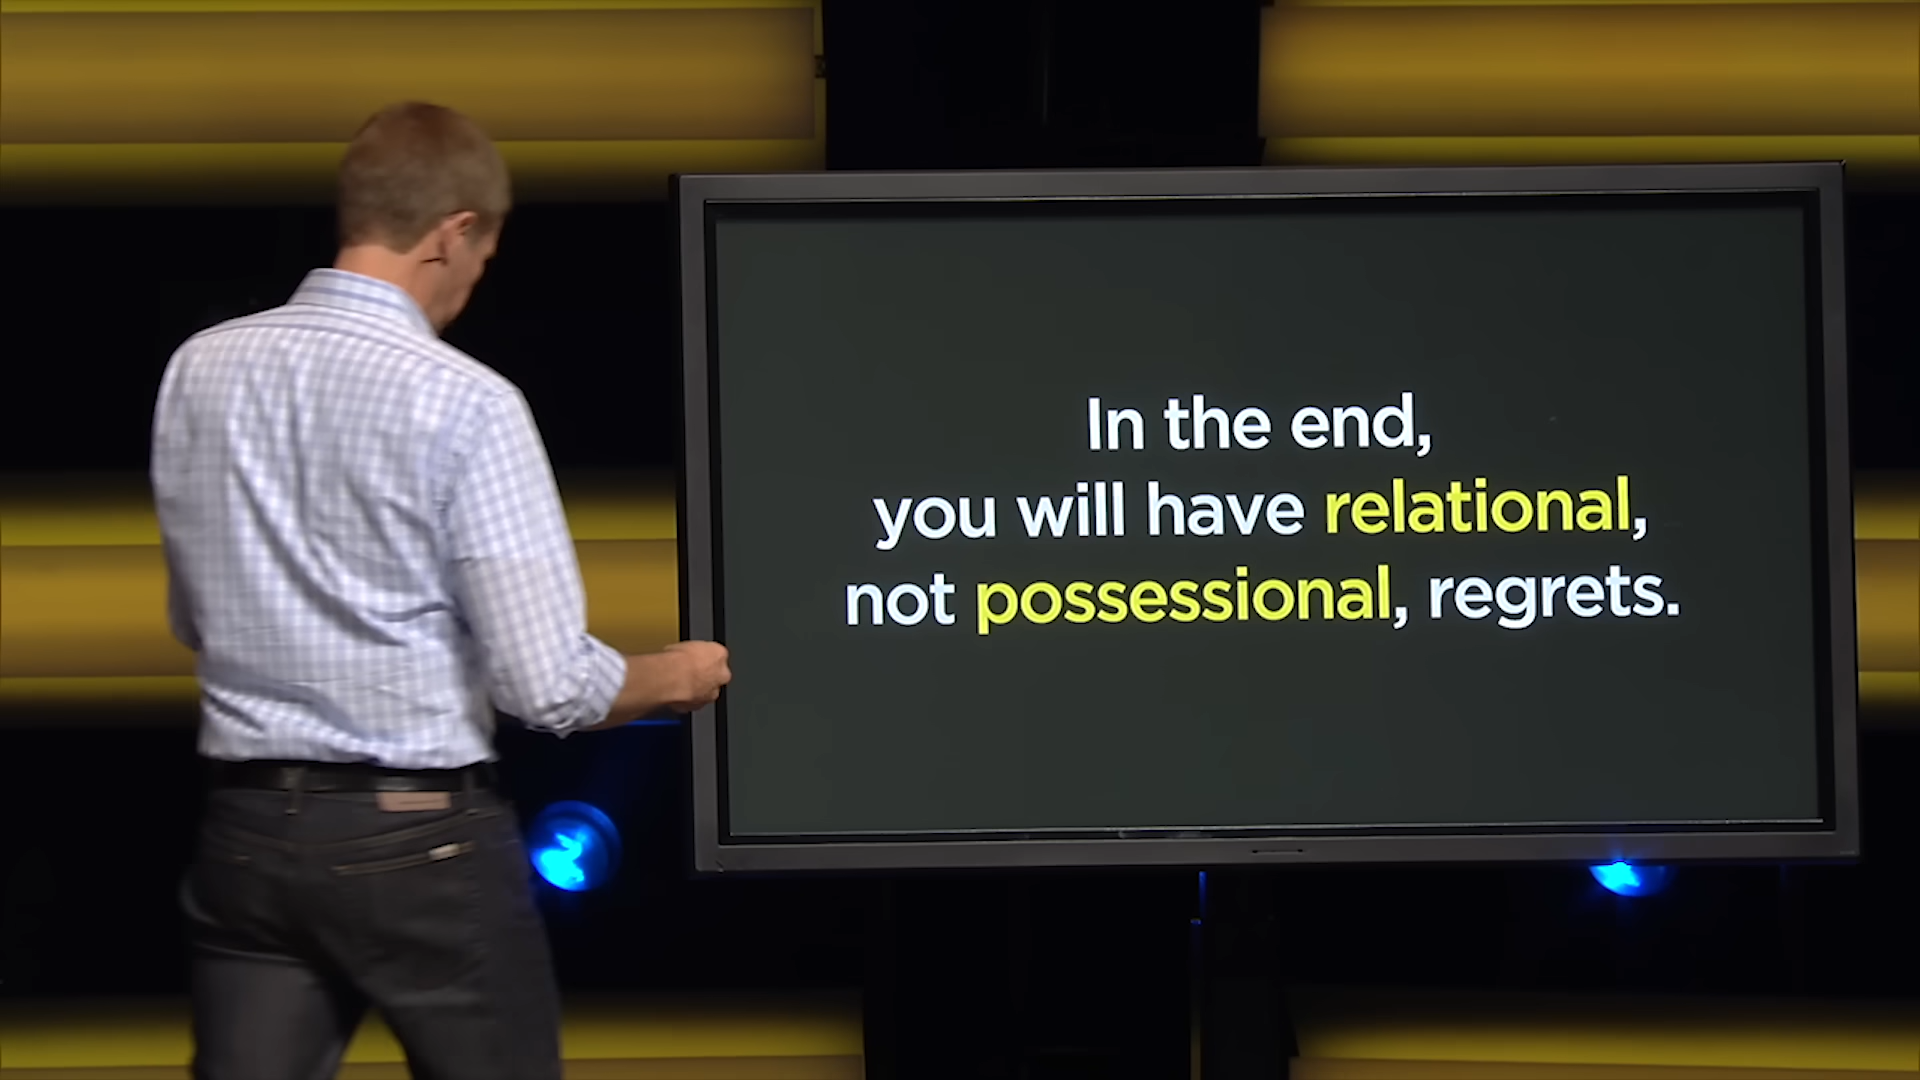 In the end,
you will have relational,
not possessional, regrets.